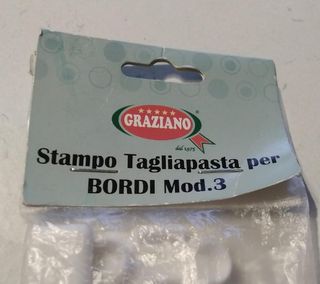 GRAZIANO
dal 1975
Stampo Tagliapasta per
BORDI Mod.3